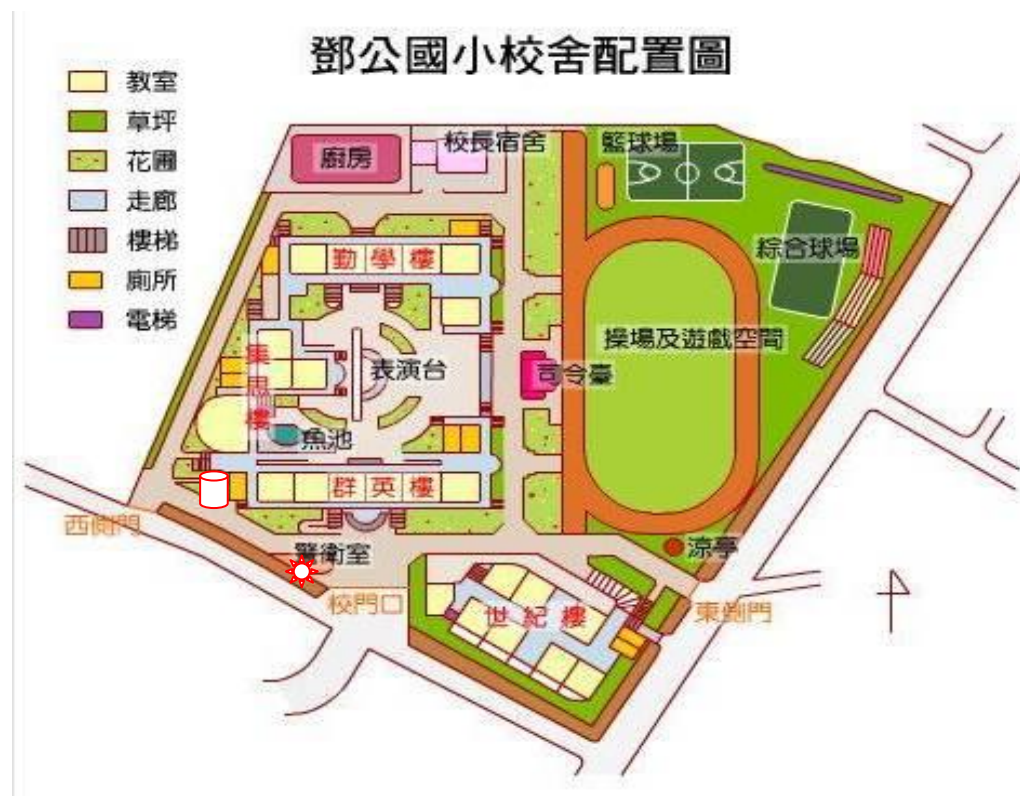 鄧公國小校舍配置圖
教室
草坪
花圃
走廊
樓梯
廁所
電梯
廚房
校長宿舍
籃球場
綜合球場
勤學樓
集思樓
表演台
司令臺
操場及遊戲空間
魚池
群英樓
西側門
警衛室
校門口
世紀樓
涼亭
東側門